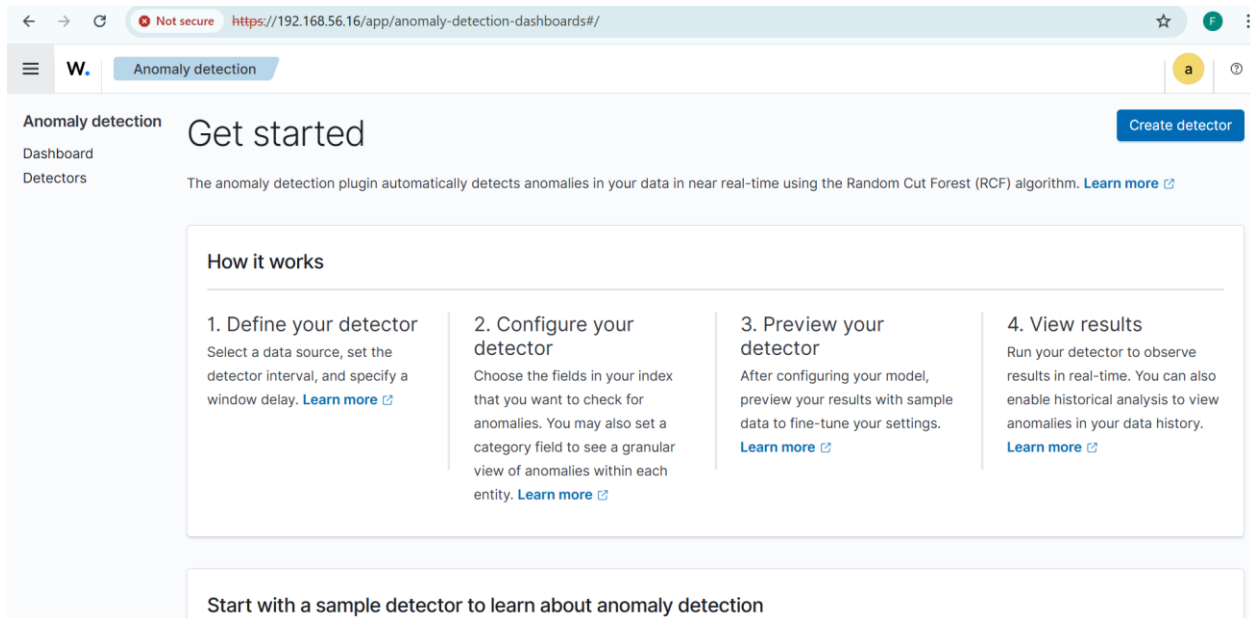 Not secure https://192.168.56.16/app/anomaly-detection-dashboards#/
F
W. Anomaly detection
a
Anomaly detection
Dashboard
Detectors
Get started
Create detector
The anomaly detection plugin automatically detects anomalies in your data in near real-time using the Random Cut Forest (RCF) algorithm. Learn more
How it works
1. Define your detector
Select a data source, set the
detector interval, and specify a
window delay. Learn more
2. Configure your
detector
Choose the fields in your index
that you want to check for
anomalies. You may also set a
category field to see a granular
view of anomalies within each
entity. Learn more
3. Preview your
detector
After configuring your model,
preview your results with sample
data to fine-tune your settings.
Learn more
4. View results
Run your detector to observe
results in real-time. You can also
enable historical analysis to view
anomalies in your data history.
Learn more
Start with a sample detector to learn about anomaly detection